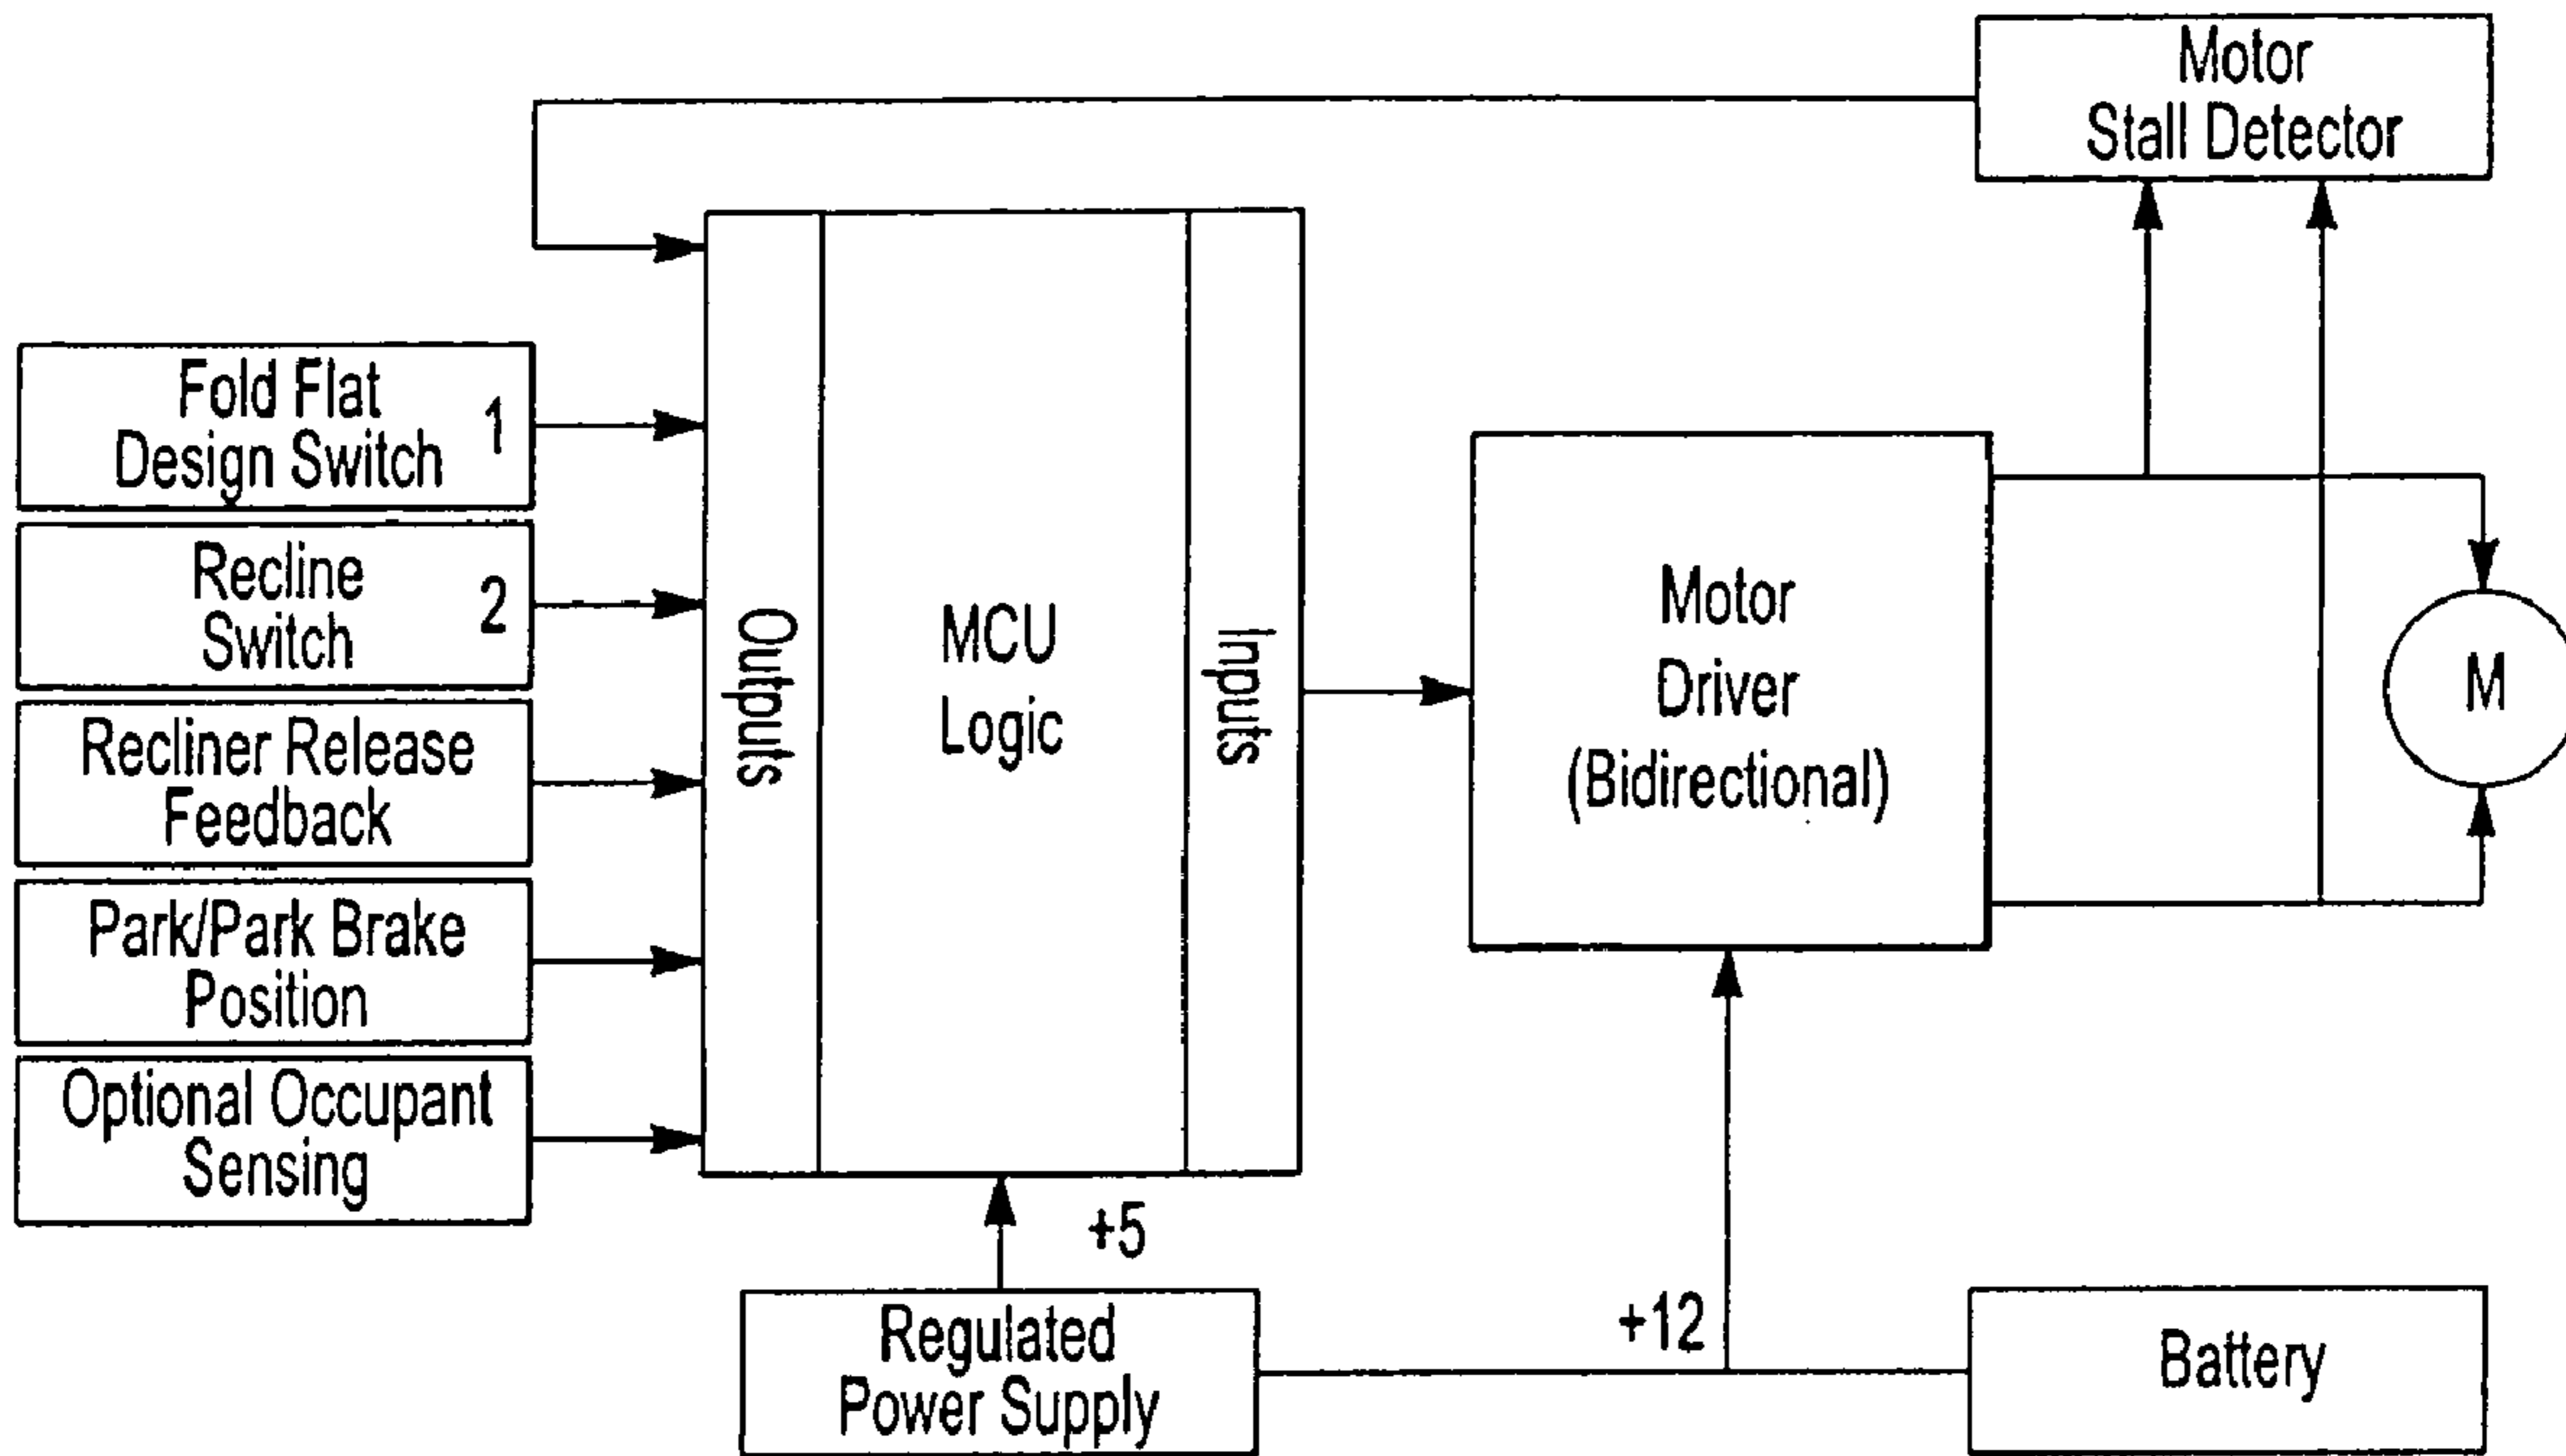 Motor
Stall Detector
Fold Flat
Design Switch 1
Recline
Switch 2
Recliner Release
Feedback
Park/Park Brake
Position
Optional Occupant
Sensing
Outputs
MCU
Logic
Inputs
Motor
Driver
(Bidirectional)
M
+5
+12
Regulated
Power Supply
Battery